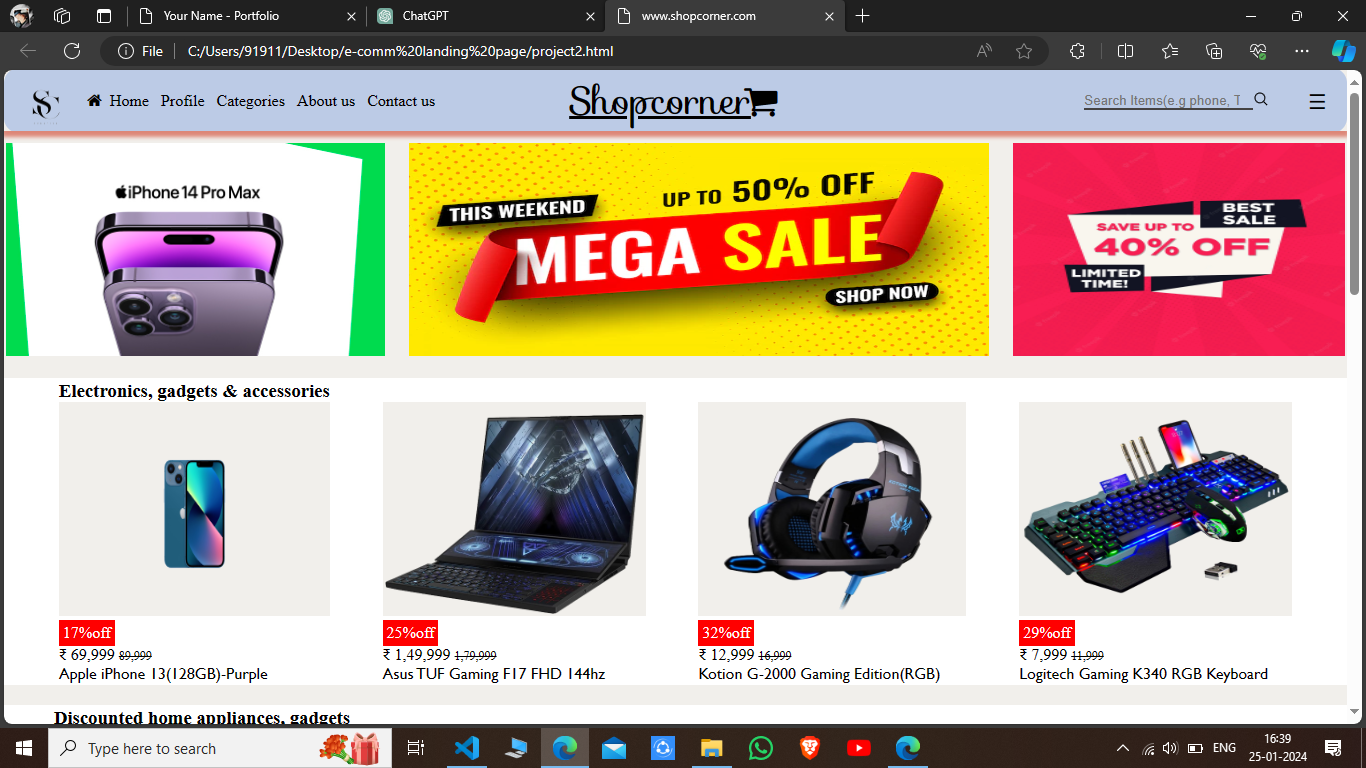 Your Name - Portfolio
ChatGPT
www.shopcorner.com
File
C:/Users/91911/Desktop/e-comm%20landing%20page/project2.html
SC
Home Profile Categories About us Contact us
Shopcorner
Search Items(e.g phone, T
iPhone 14 Pro Max
THIS WEEKEND
UP TO 50% OFF
MEGA SALE
SHOP NOW
BEST SALE
SAVE UP TO
40% OFF
LIMITED TIME!
Electronics, gadgets & accessories
17%off
₹ 69,999 89,999
Apple iPhone 13(128GB)-Purple
25%off
₹ 1,49,999 1,79,999
Asus TUF Gaming F17 FHD 144hz
32%off
₹ 12,999 16,999
Kotion G-2000 Gaming Edition(RGB)
29%off
₹ 7,999 11,999
Logitech Gaming K340 RGB Keyboard
Discounted home appliances, gadgets
Type here to search
ENG
16:39
25-01-2024